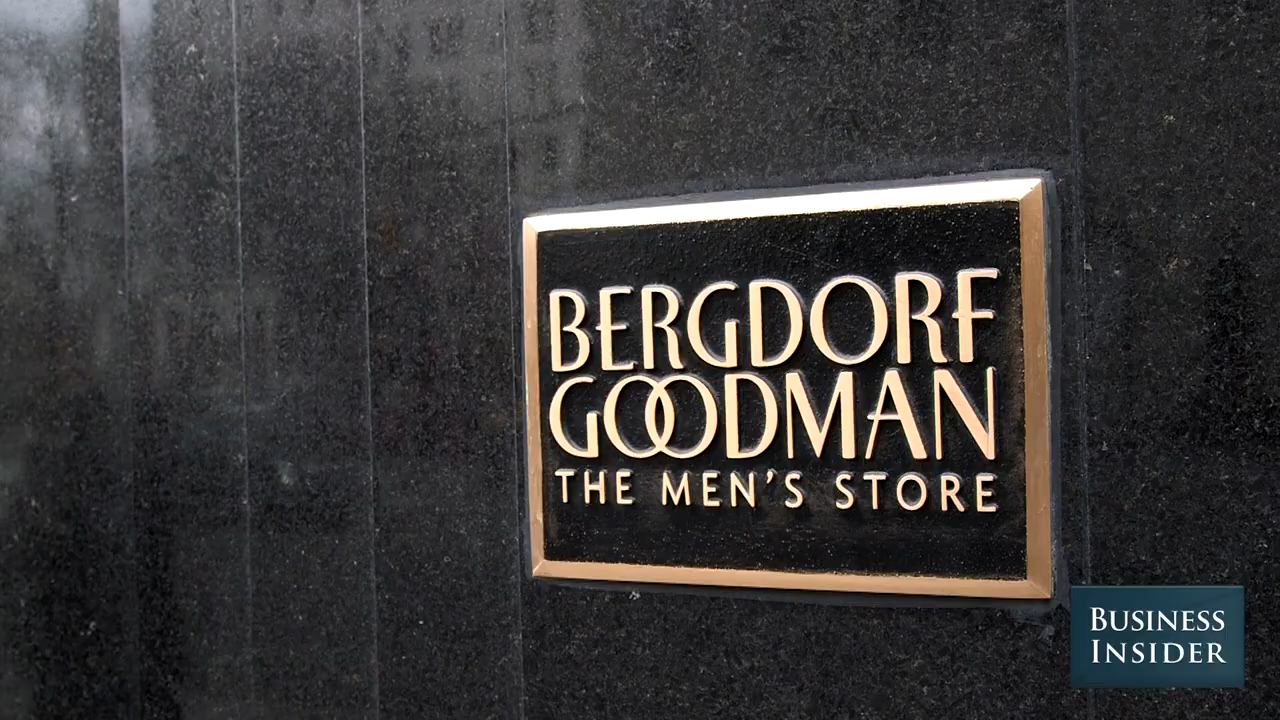 BERGDORF
GOODMAN
THE MEN'S STORE
BUSINESS
INSIDER